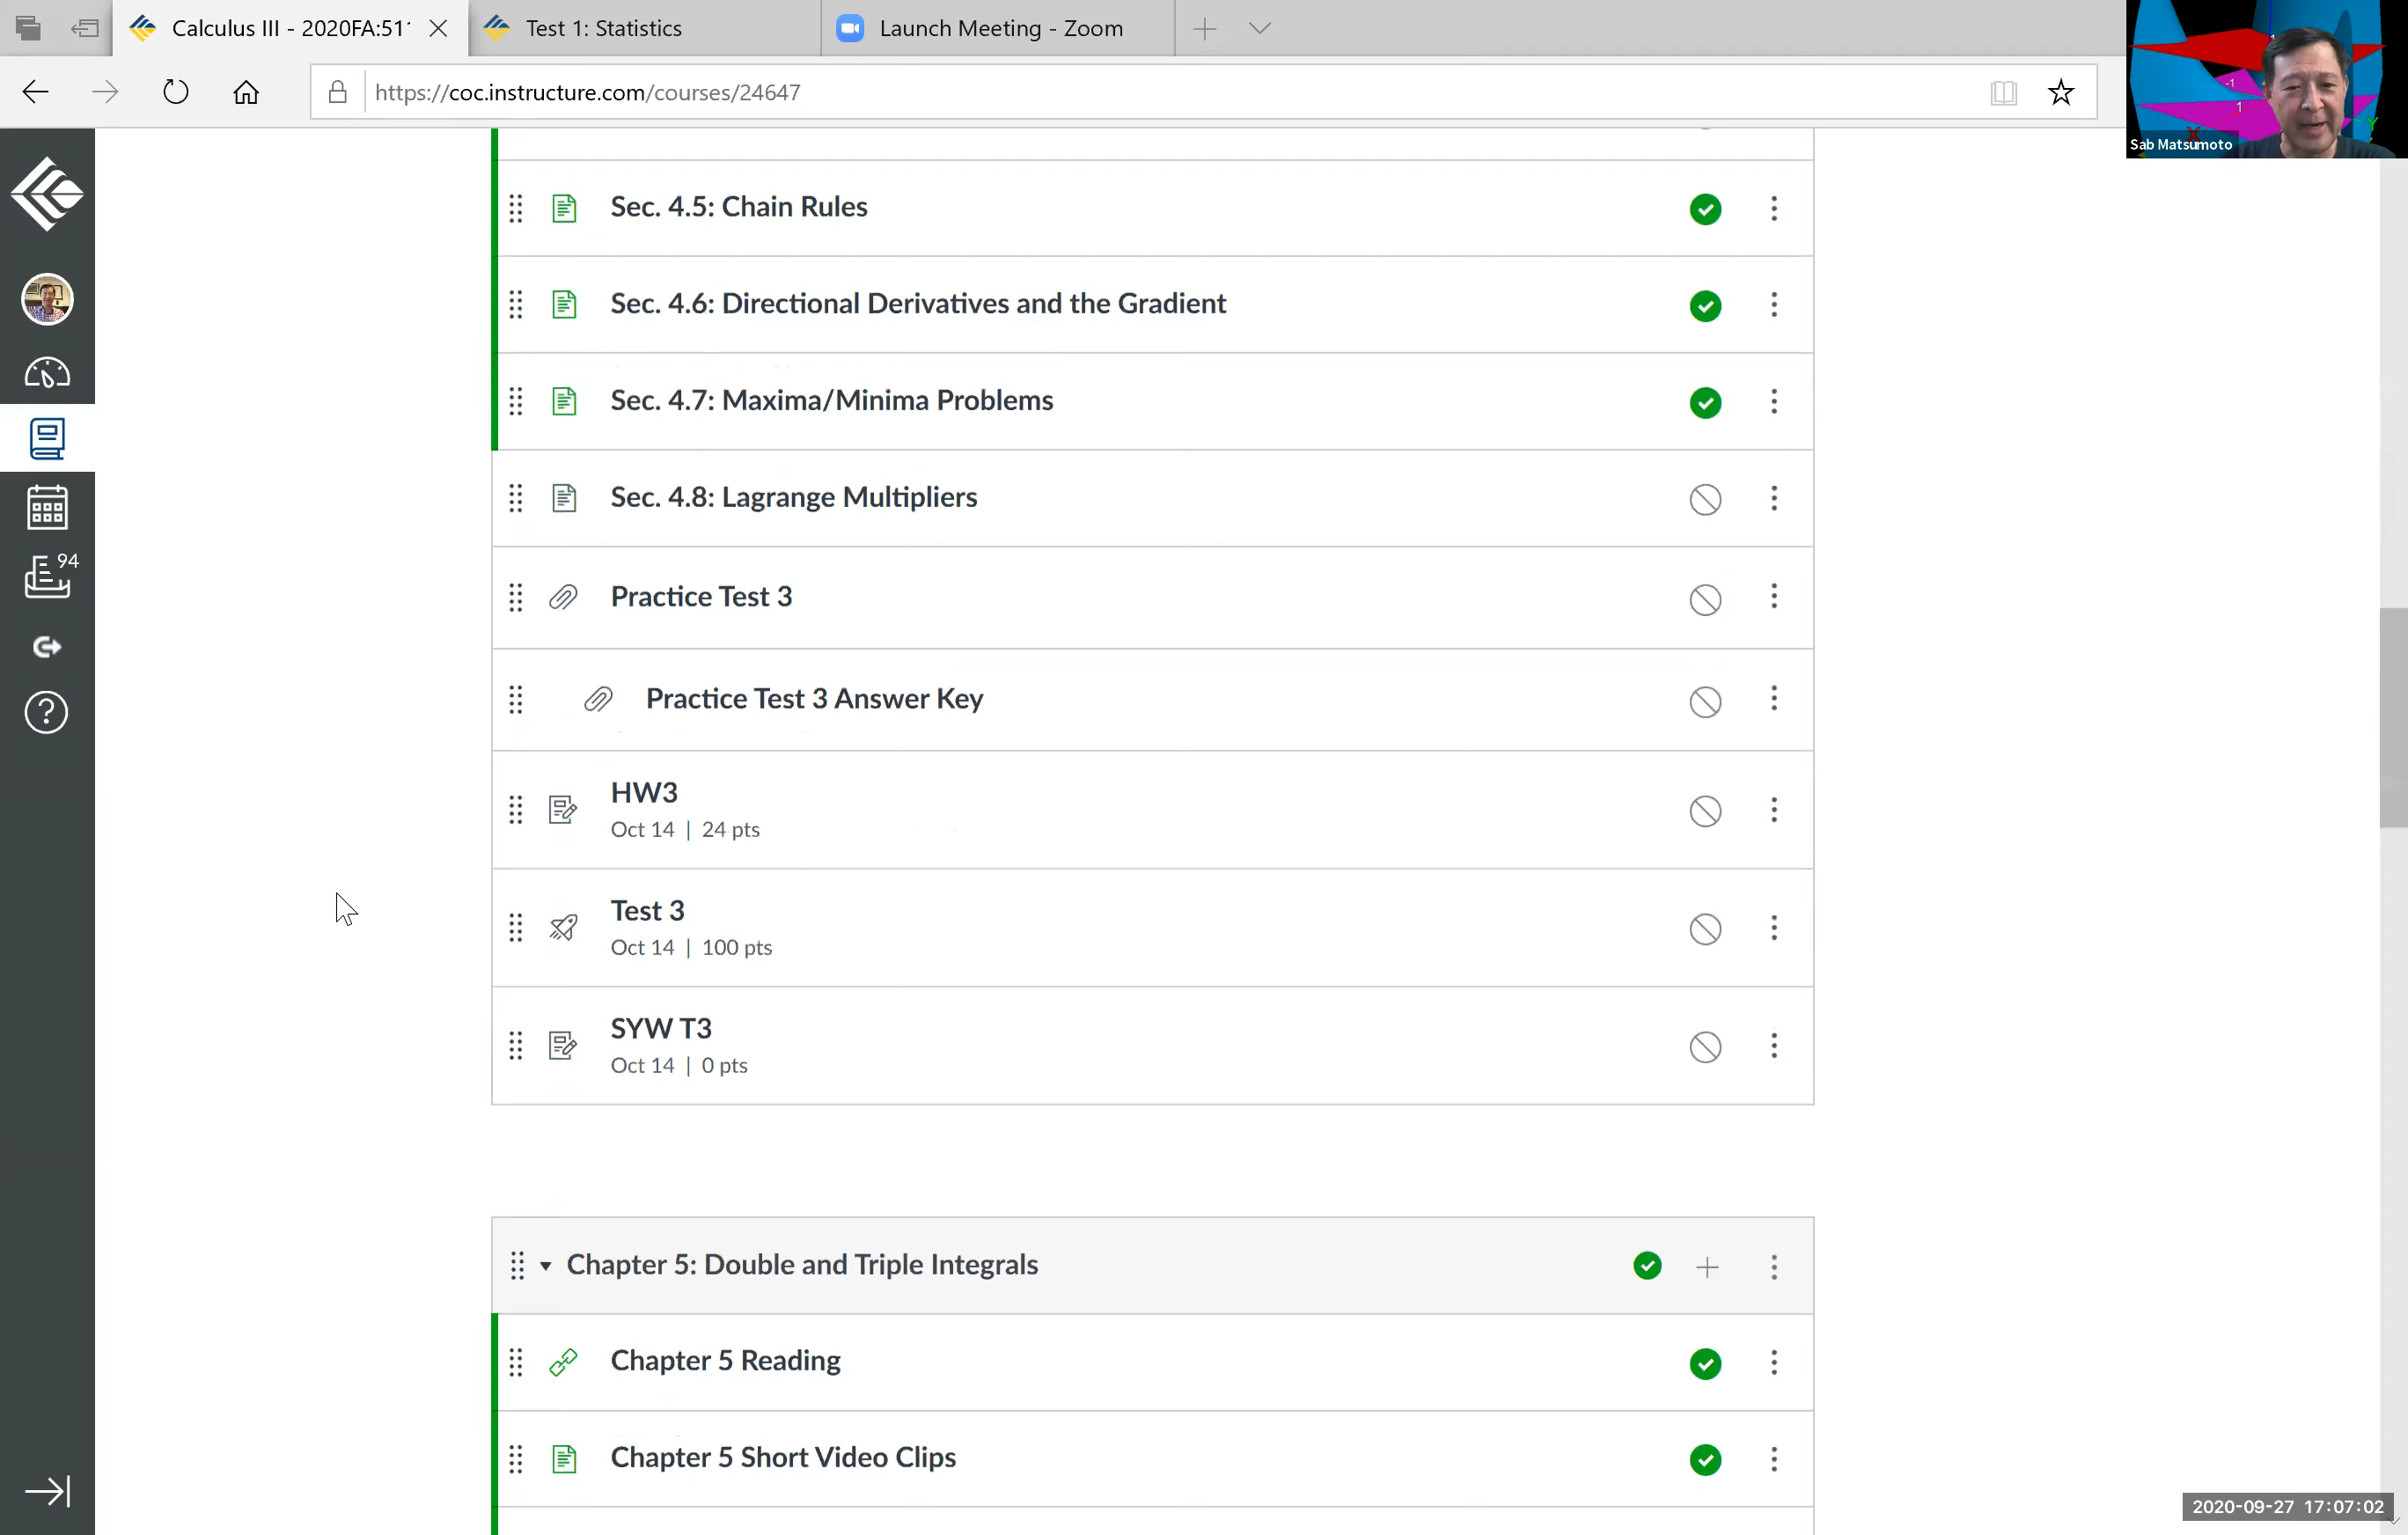 Calculus III - 2020FA:511
Test 1: Statistics
Launch Meeting - Zoom
https://coc.instructure.com/courses/24647
1
-1
1
X
Y
Sab Matsumoto
Sec. 4.5: Chain Rules
Sec. 4.6: Directional Derivatives and the Gradient
Sec. 4.7: Maxima/Minima Problems
Sec. 4.8: Lagrange Multipliers
94
Practice Test 3
Practice Test 3 Answer Key
HW3
Oct 14 | 24 pts
Test 3
Oct 14 | 100 pts
SYW T3
Oct 14 | 0 pts
Chapter 5: Double and Triple Integrals
Chapter 5 Reading
Chapter 5 Short Video Clips
2020-09-27 17:07:02